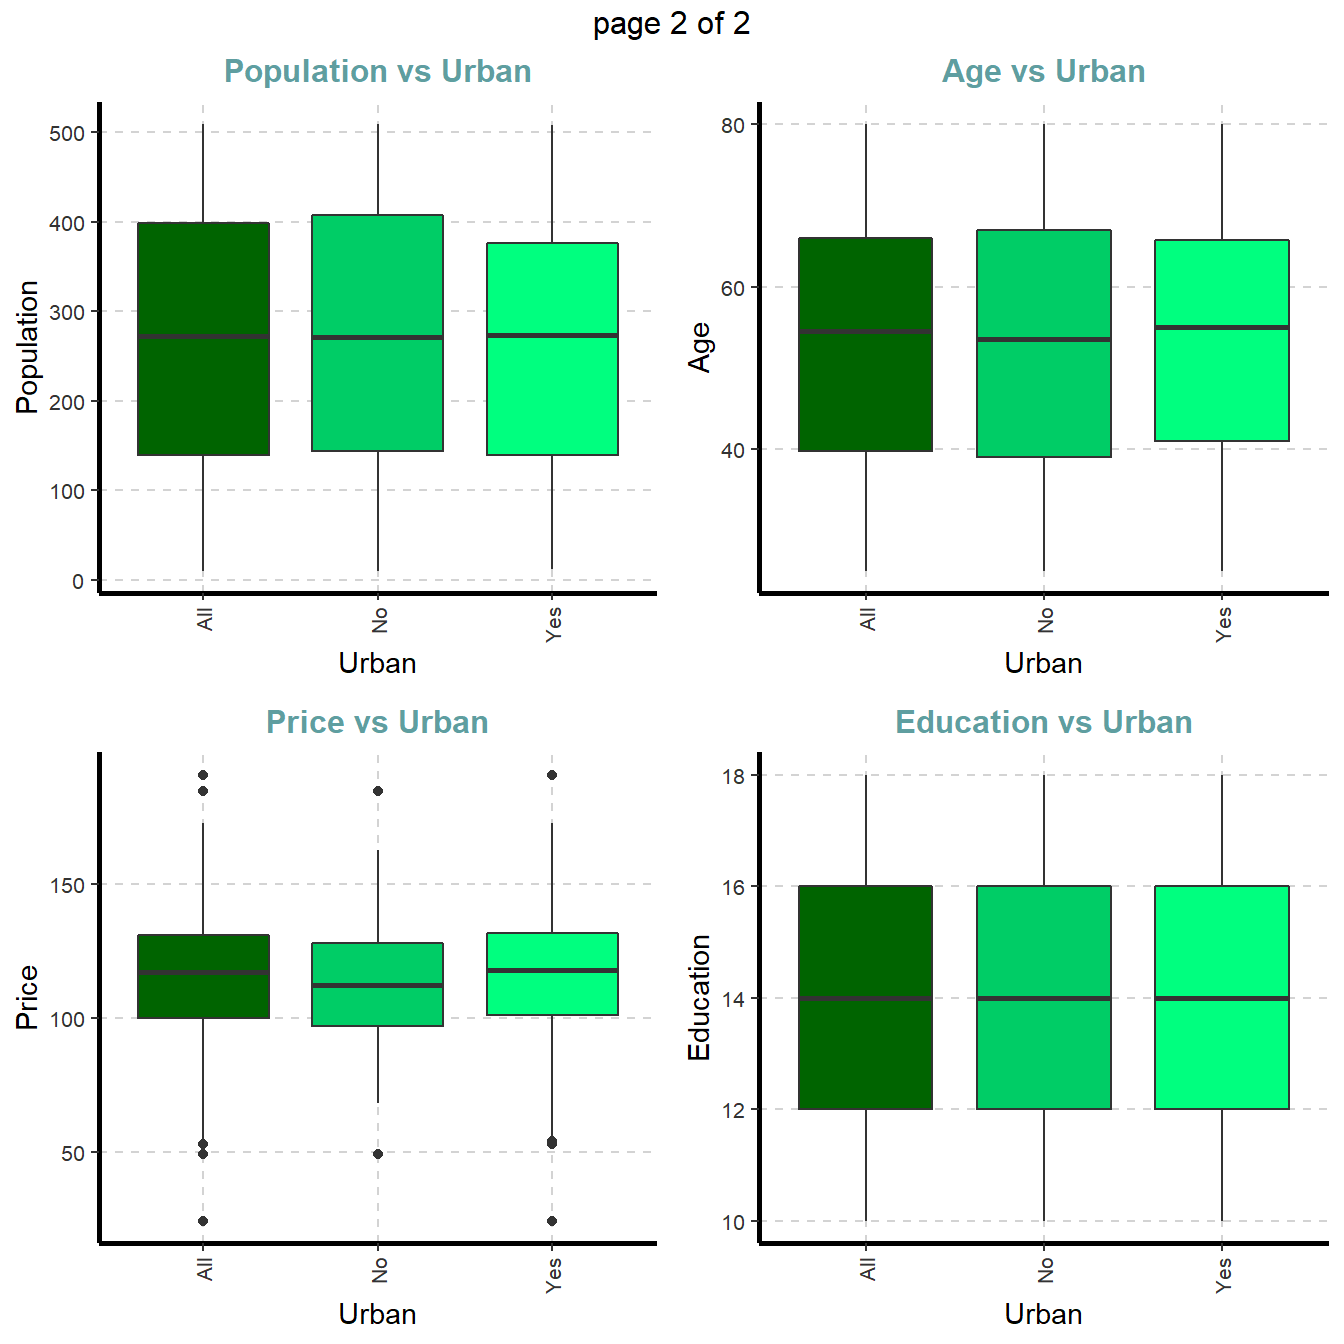 page 2 of 2
Population vs Urban
Population
500
400
300
200
100
0
All
No
Yes
Urban
Age vs Urban
Age
80
60
40
All
No
Yes
Urban
Price vs Urban
Price
150
100
50
All
No
Yes
Urban
Education vs Urban
Education
18
16
14
12
10
All
No
Yes
Urban